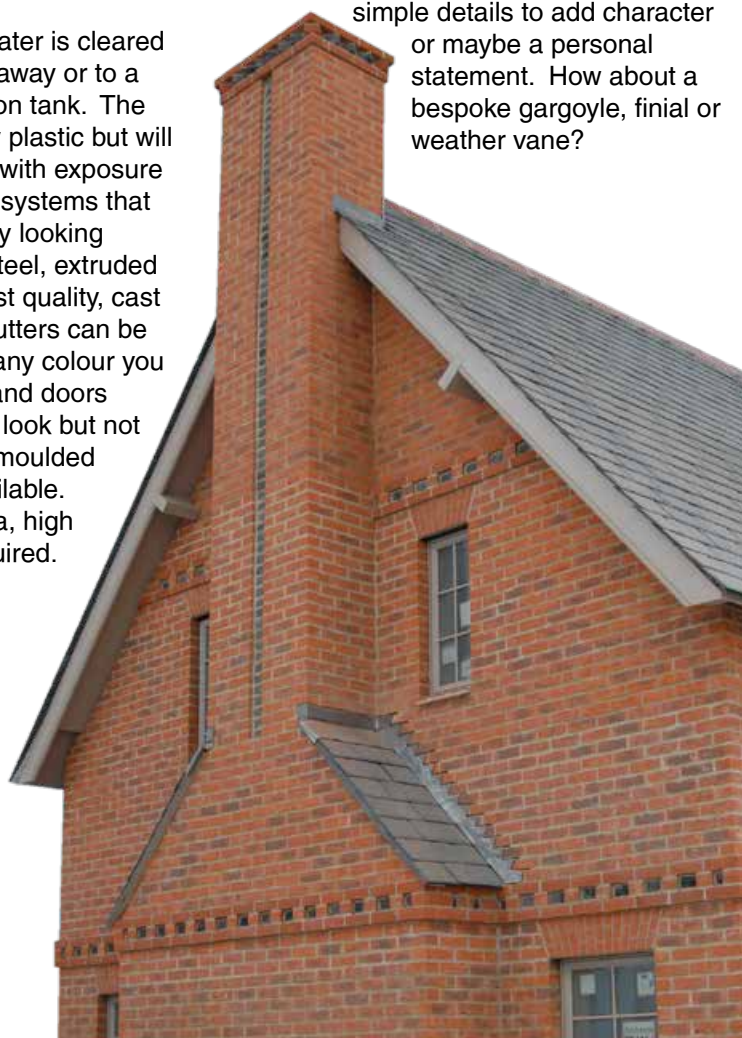 ater is cleared
away or to a
on tank. The
plastic but will
with exposure
systems that
y looking
teel, extruded
st quality, cast
utters can be
any colour you
and doors
look but not
moulded
ilable.
a, high
uired.
simple details to add character
or maybe a personal
statement. How about a
bespoke gargoyle, finial or
weather vane?